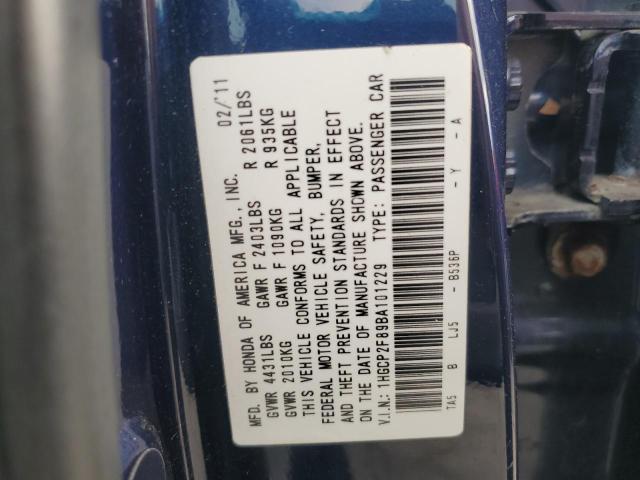 MFD. BY HONDA OF AMERICA MFG., INC. 02/'11
GVWR 4431LBS GAWR F 2403LBS R 2061LBS
GVWR 2010KG GAWR F 1090KG R 935KG
THIS VEHICLE CONFORMS TO ALL APPLICABLE
FEDERAL MOTOR VEHICLE SAFETY, BUMPER,
AND THEFT PREVENTION STANDARDS IN EFFECT
ON THE DATE OF MANUFACTURE SHOWN ABOVE.
V.I.N.: 1HGCP2F89BA101229 TYPE: PASSENGER CAR
TA5 B LJ5 - B536P - Y - A